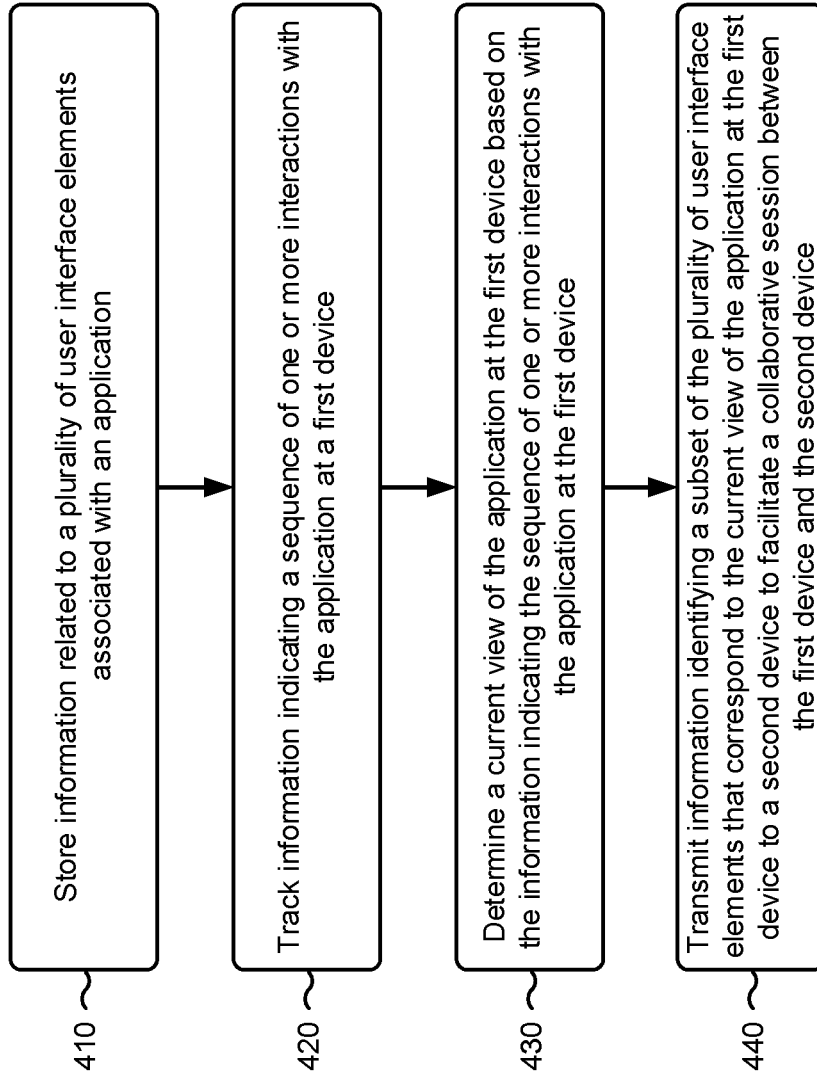 410
Store information related to a plurality of user interface elements
associated with an application
420
Track information indicating a sequence of one or more interactions with
the application at a first device
430
Determine a current view of the application at the first device based on
the information indicating the sequence of one or more interactions with
the application at the first device
440
Transmit information identifying a subset of the plurality of user interface
elements that correspond to the current view of the application at the first
device to a second device to facilitate a collaborative session between
the first device and the second device